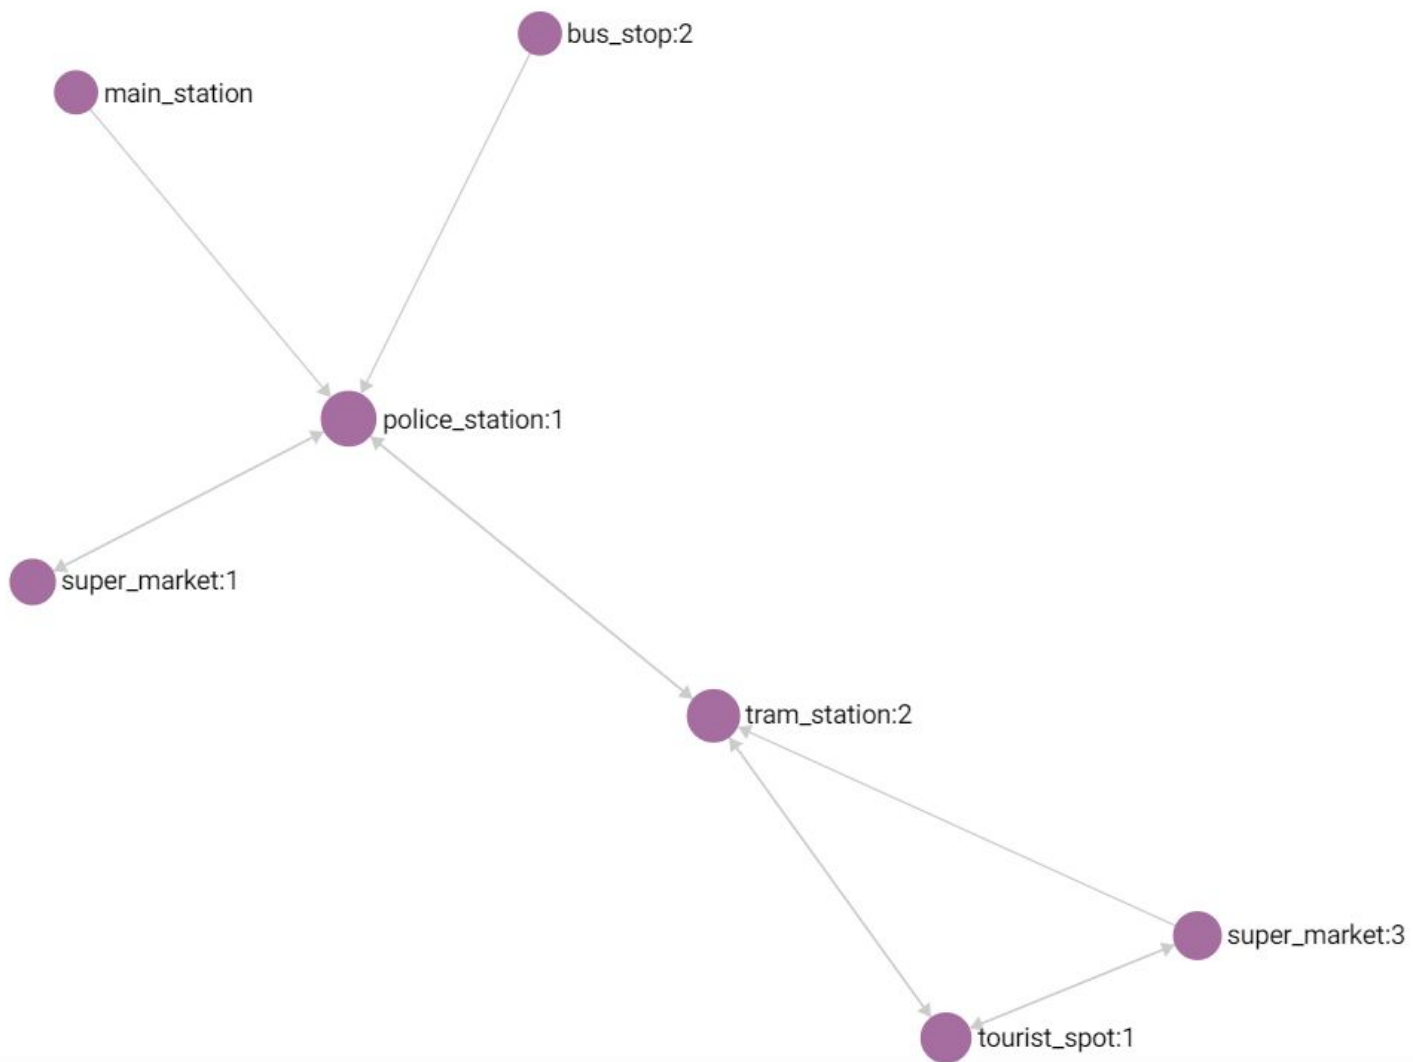 bus_stop:2
main_station
police_station:1
super_market:1
tram_station:2
super_market:3
tourist_spot:1